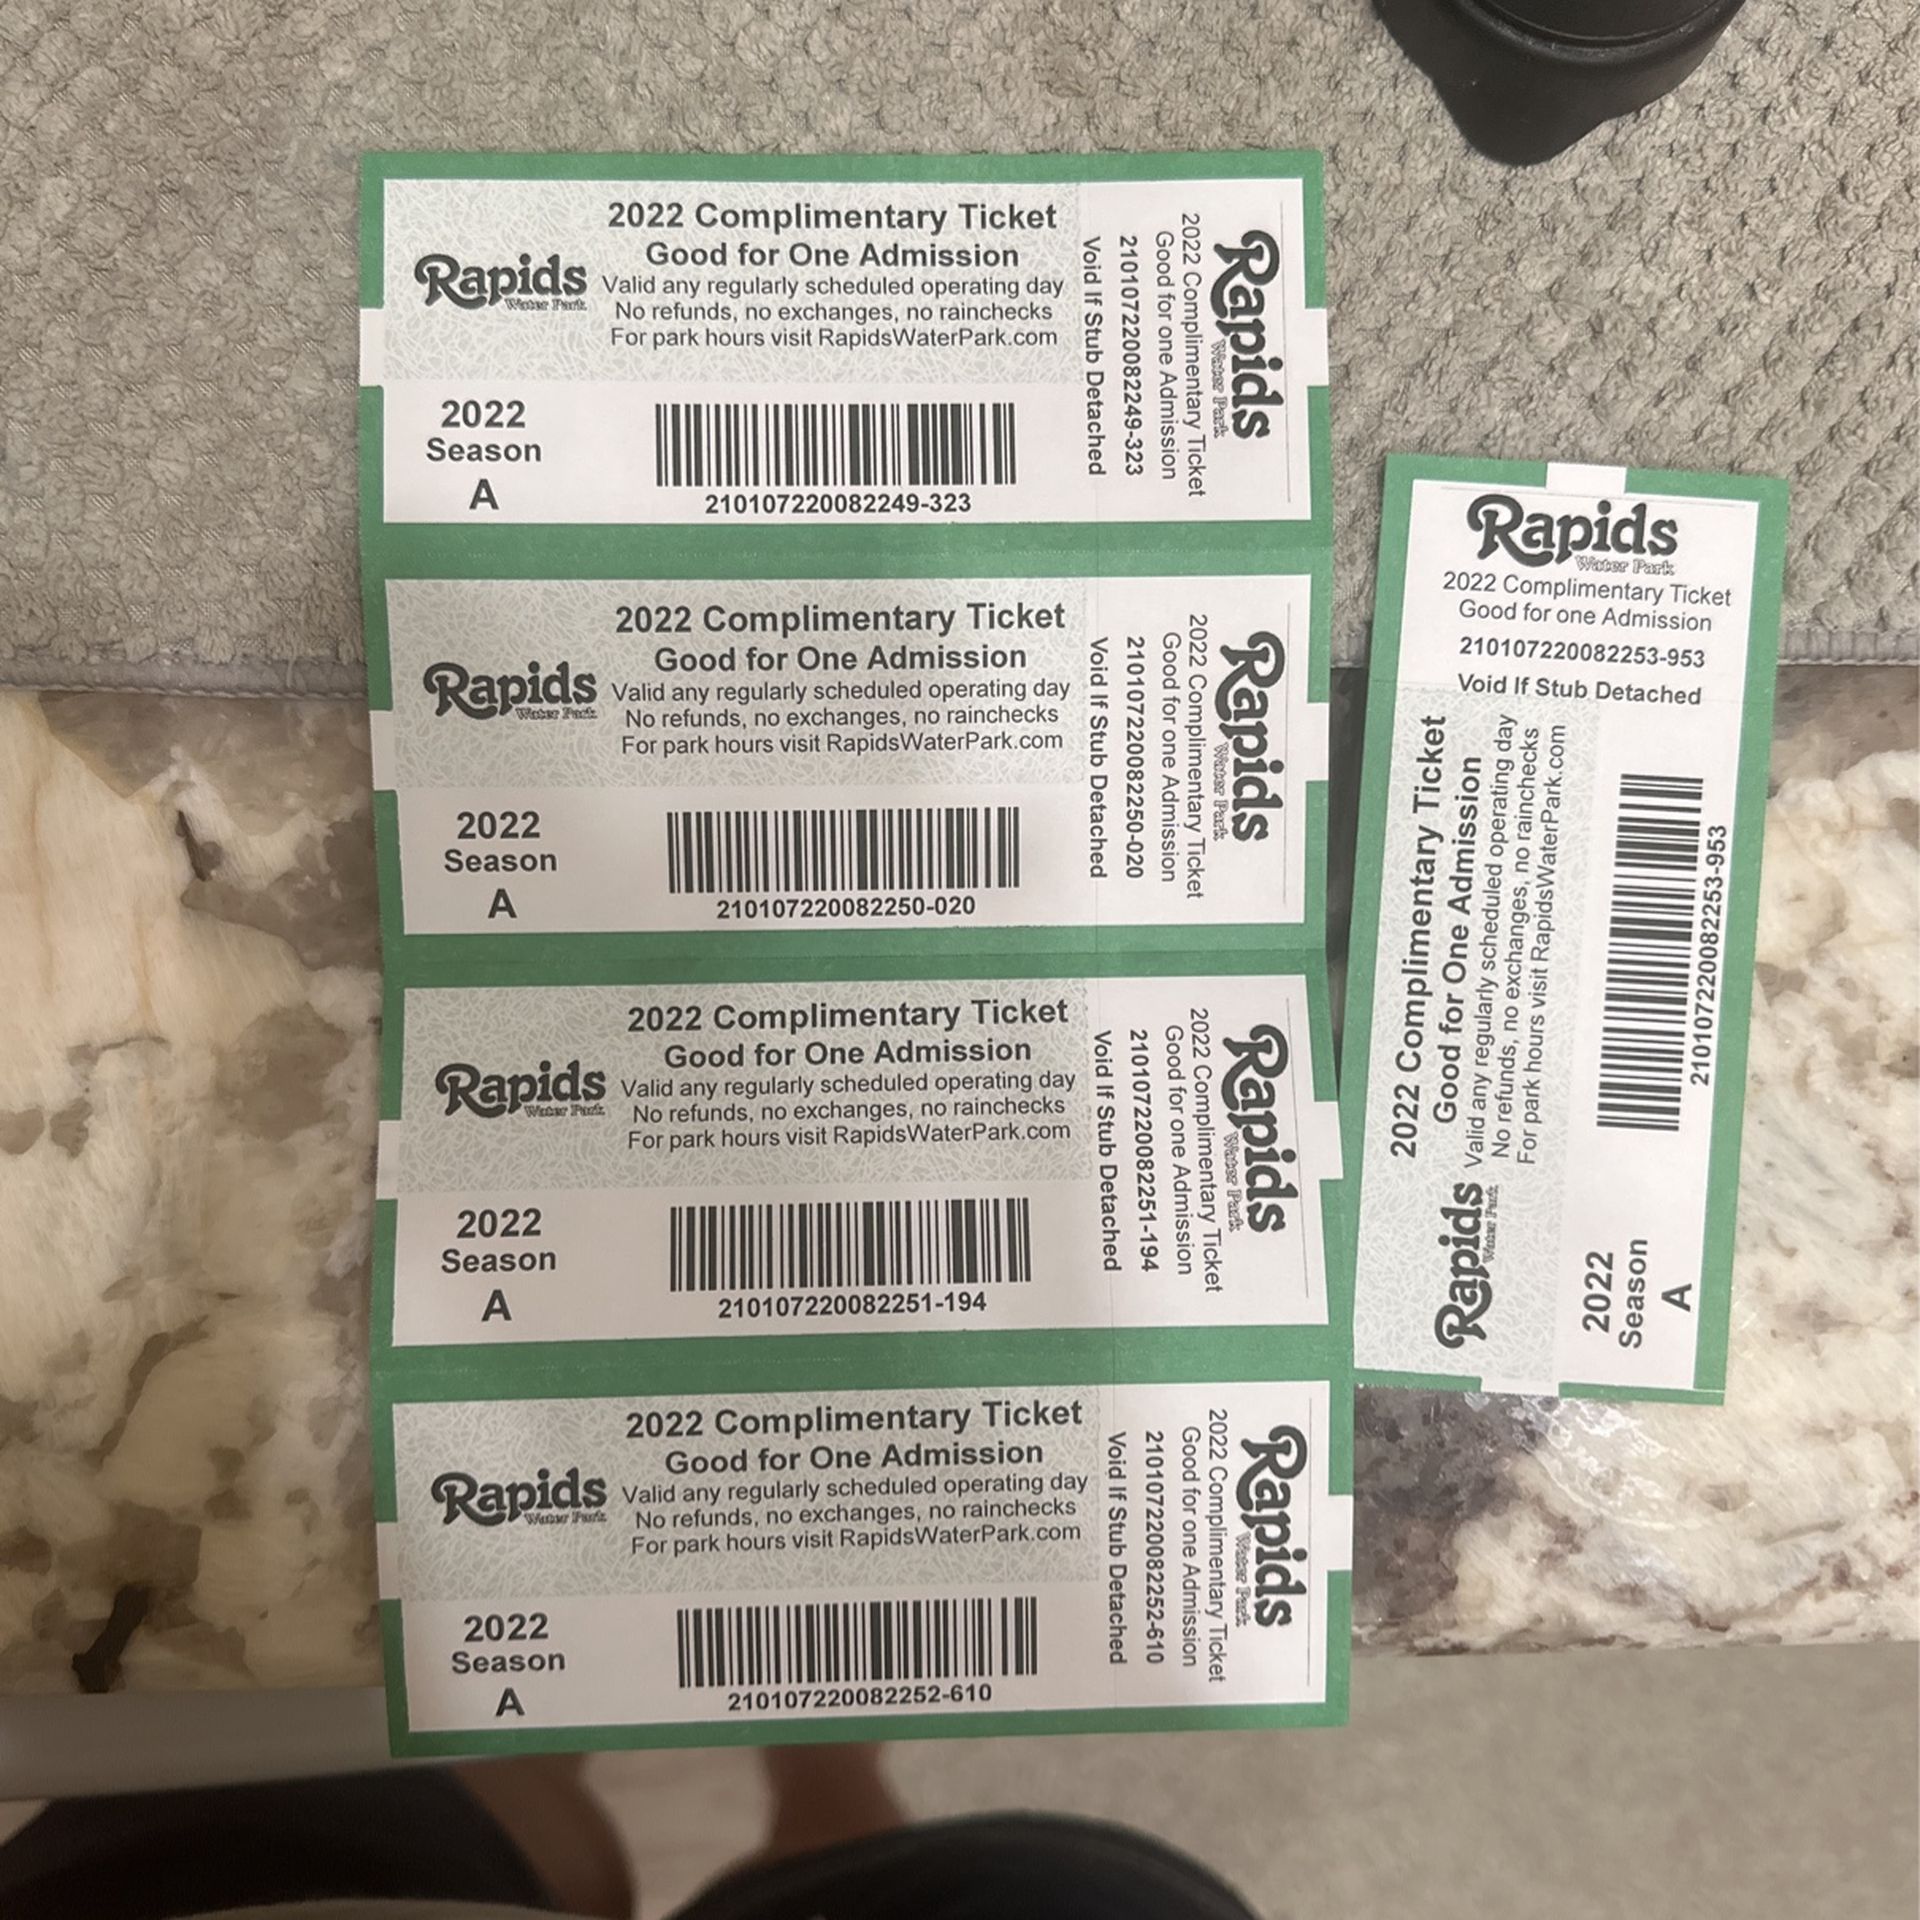 2022 Complimentary Ticket
Good for One Admission
Rapids
Water Park
Valid any regularly scheduled operating day
No refunds, no exchanges, no rainchecks
For park hours visit RapidsWaterPark.com
2022
Season
A
210107220082249-323
Rapids
Water Park
2022 Complimentary Ticket
Good for one Admission
210107220082249-323
Void If Stub Detached
2022 Complimentary Ticket
Good for One Admission
Rapids
Water Park
Valid any regularly scheduled operating day
No refunds, no exchanges, no rainchecks
For park hours visit RapidsWaterPark.com
2022
Season
A
210107220082250-020
Rapids
Water Park
2022 Complimentary Ticket
Good for one Admission
210107220082250-020
Void If Stub Detached
2022 Complimentary Ticket
Good for One Admission
Rapids
Water Park
Valid any regularly scheduled operating day
No refunds, no exchanges, no rainchecks
For park hours visit RapidsWaterPark.com
2022
Season
A
210107220082251-194
Rapids
Water Park
2022 Complimentary Ticket
Good for one Admission
210107220082251-194
Void If Stub Detached
2022 Complimentary Ticket
Good for One Admission
Rapids
Water Park
Valid any regularly scheduled operating day
No refunds, no exchanges, no rainchecks
For park hours visit RapidsWaterPark.com
2022
Season
A
210107220082252-610
Rapids
Water Park
2022 Complimentary Ticket
Good for one Admission
210107220082252-610
Void If Stub Detached
Rapids
Water Park
2022 Complimentary Ticket
Good for one Admission
210107220082253-953
Void If Stub Detached
2022 Complimentary Ticket
Good for One Admission
Rapids
Water Park
Valid any regularly scheduled operating day
No refunds, no exchanges, no rainchecks
For park hours visit RapidsWaterPark.com
2022
Season
A
210107220082253-953